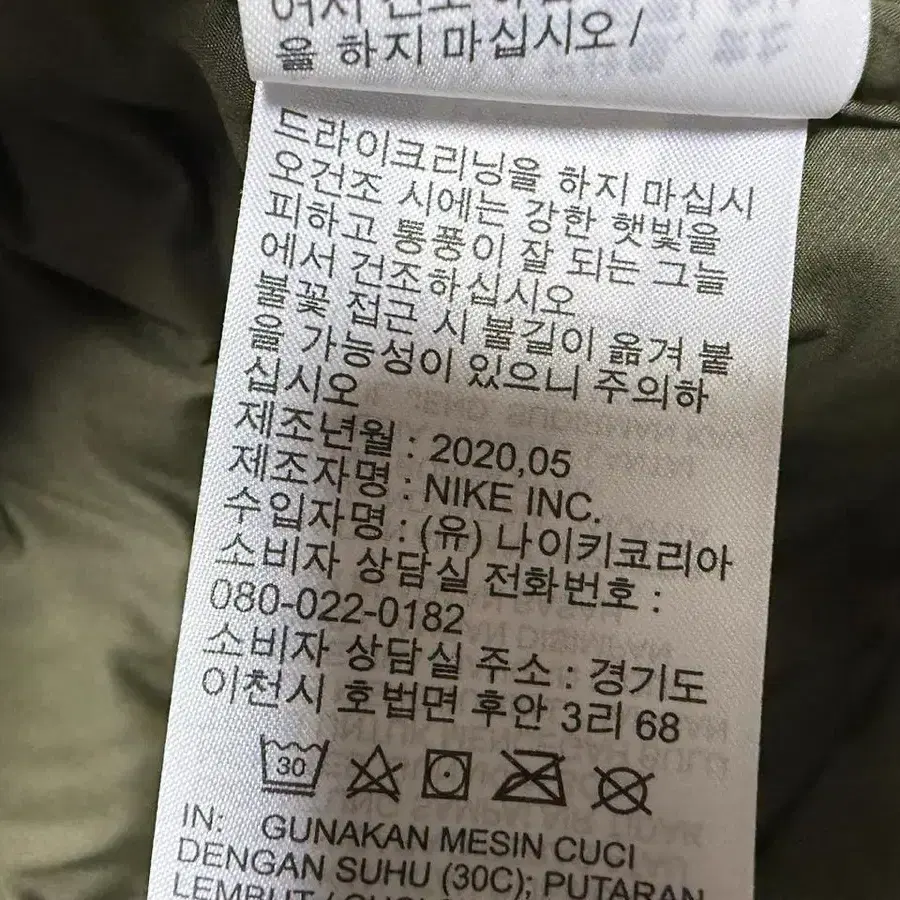 을 하지 마십시오 /
드라이크리닝을 하지 마십시
오건조 시에는 강한 햇빛을
피하고 통풍이 잘 되는 그늘
에서 건조하십시오
불꽃 접근 시 불길이 옮겨 붙
을 가능성이 있으니 주의하
십시오
제조년월 : 2020,05
제조자명 : NIKE INC.
수입자명 : (유) 나이키코리아
소비자 상담실 전화번호 :
080-022-0182
소비자 상담실 주소 : 경기도
이천시 호법면 후안 3리 68
30
IN: GUNAKAN MESIN CUCI
DENGAN SUHU (30C); PUTARAN
LEMBUT /